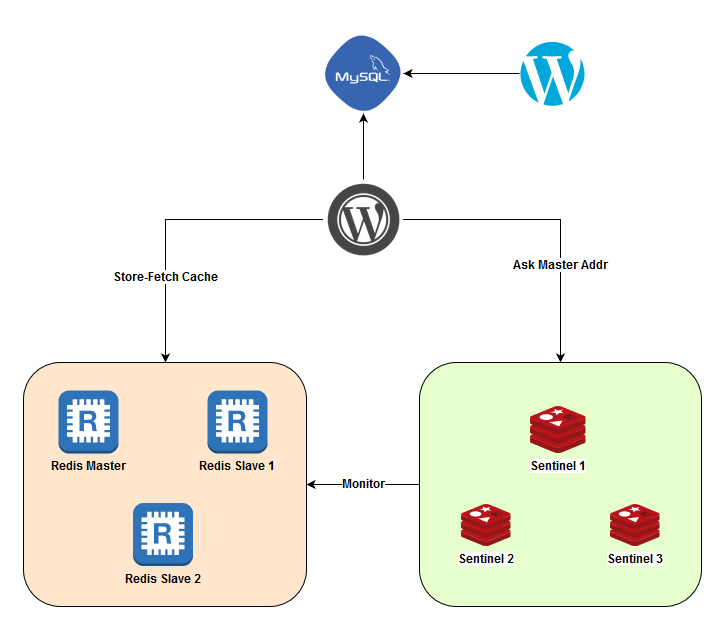 MySQL
Ask Master Addr
Store-Fetch Cache
Redis Master
Redis Slave 1
Redis Slave 2
Monitor
Sentinel 1
Sentinel 2
Sentinel 3
R
R
R
W
W